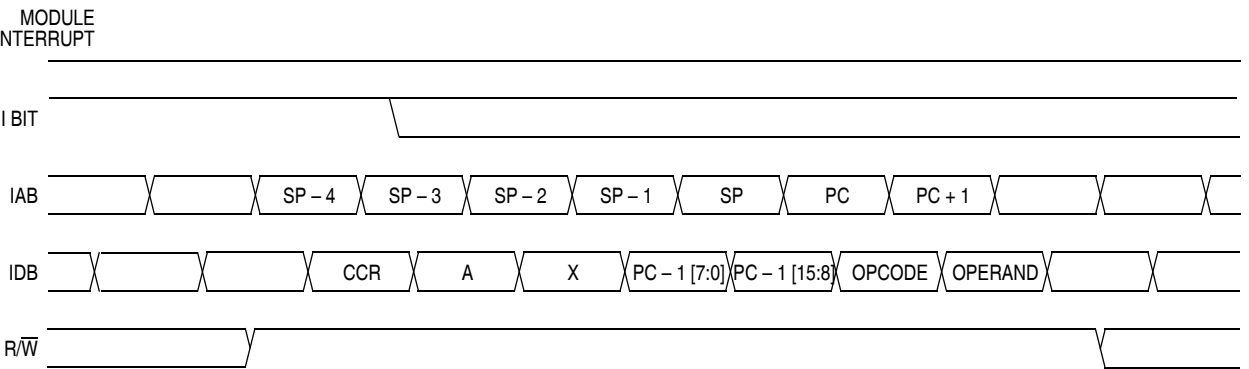 MODULE
NTERRUPT
I BIT
IAB SP – 4 SP – 3 SP – 2 SP – 1 SP PC PC + 1
IDB CCR A X PC – 1 [7:0] PC – 1 [15:8] OPCODE OPERAND
R/W̅